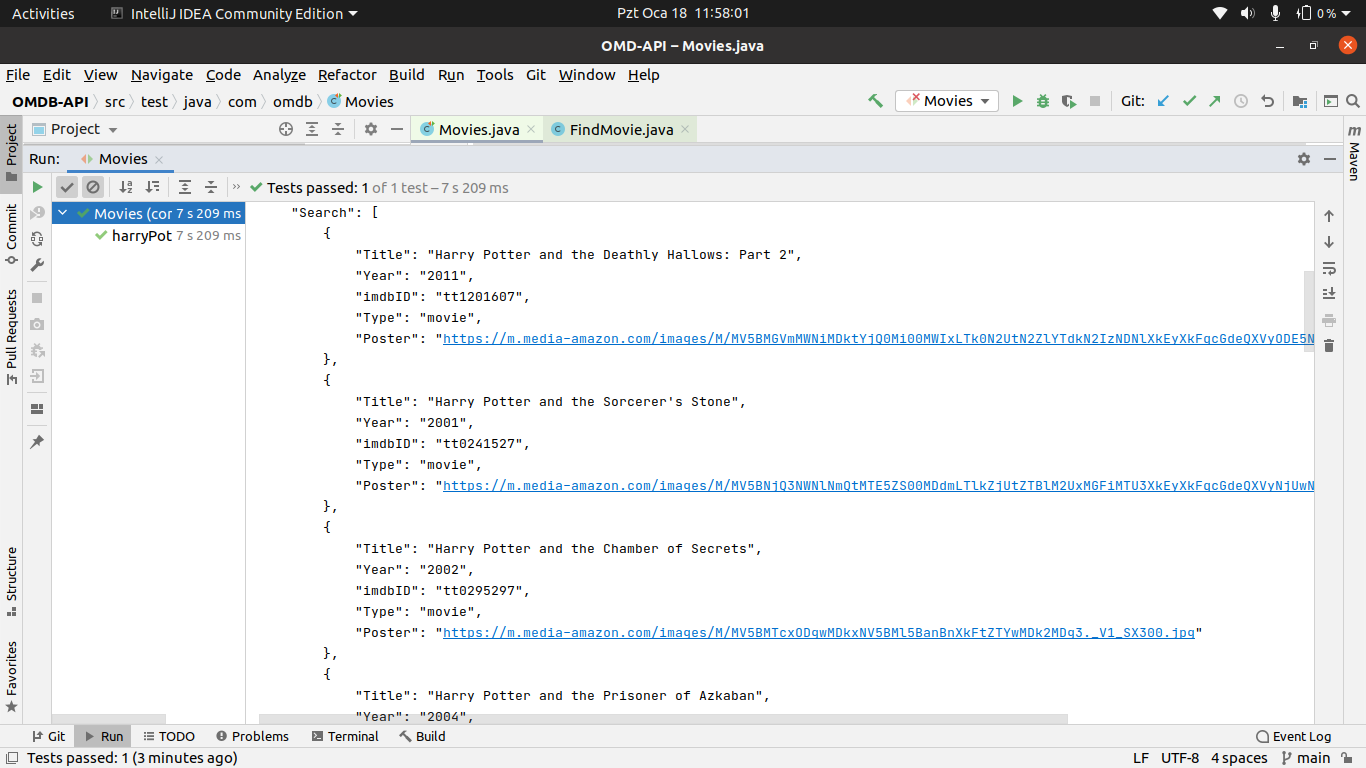 Activities IntelliJ IDEA Community Edition Pzt Oca 18 11:58:01 0 %
OMD-API – Movies.java
File Edit View Navigate Code Analyze Refactor Build Run Tools Git Window Help
OMDB-API src test java com omdb Movies Movies Git:
Project Movies.java FindMovie.java
Run: Movies
Tests passed: 1 of 1 test – 7 s 209 ms
Movies (cor 7 s 209 ms
harryPot 7 s 209 ms
"Search": [
{
"Title": "Harry Potter and the Deathly Hallows: Part 2",
"Year": "2011",
"imdbID": "tt1201607",
"Type": "movie",
"Poster": "https://m.media-amazon.com/images/M/MV5BMGVmMWNiMDktYjQ0Mi00MWIxLTk0N2UtN2ZlYTdkN2IzNDNlXkEyXkFqcGdeQXVyODE5N
},
{
"Title": "Harry Potter and the Sorcerer's Stone",
"Year": "2001",
"imdbID": "tt0241527",
"Type": "movie",
"Poster": "https://m.media-amazon.com/images/M/MV5BNjQ3NWNlNmQtMTE5ZS00MDdmLTlkZjUtZTBlM2UxMGFiMTU3XkEyXkFqcGdeQXVyNjUwN
},
{
"Title": "Harry Potter and the Chamber of Secrets",
"Year": "2002",
"imdbID": "tt0295297",
"Type": "movie",
"Poster": "https://m.media-amazon.com/images/M/MV5BMTcxODgwMDkxNV5BMl5BanBnXkFtZTYwMDk2MDg3._V1_SX300.jpg"
},
{
"Title": "Harry Potter and the Prisoner of Azkaban",
"Year": "2004",
Project
Commit
Pull Requests
Structure
Favorites
m
Maven
Git Run TODO Problems Terminal Build Event Log
Tests passed: 1 (3 minutes ago) LF UTF-8 4 spaces main